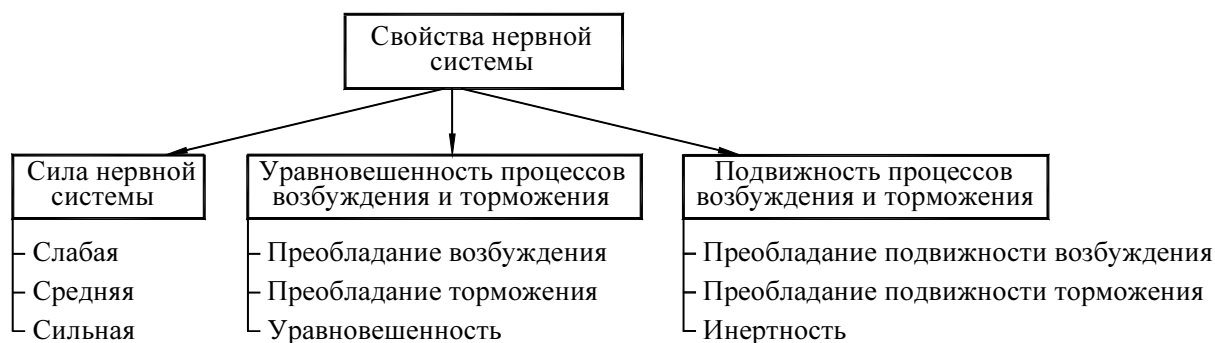 Свойства нервной
системы
Сила нервной
системы
Уравновешенность процессов
возбуждения и торможения
Подвижность процессов
возбуждения и торможения
Слабая
Средняя
Сильная
Преобладание возбуждения
Преобладание торможения
Уравновешенность
Преобладание подвижности возбуждения
Преобладание подвижности торможения
Инертность